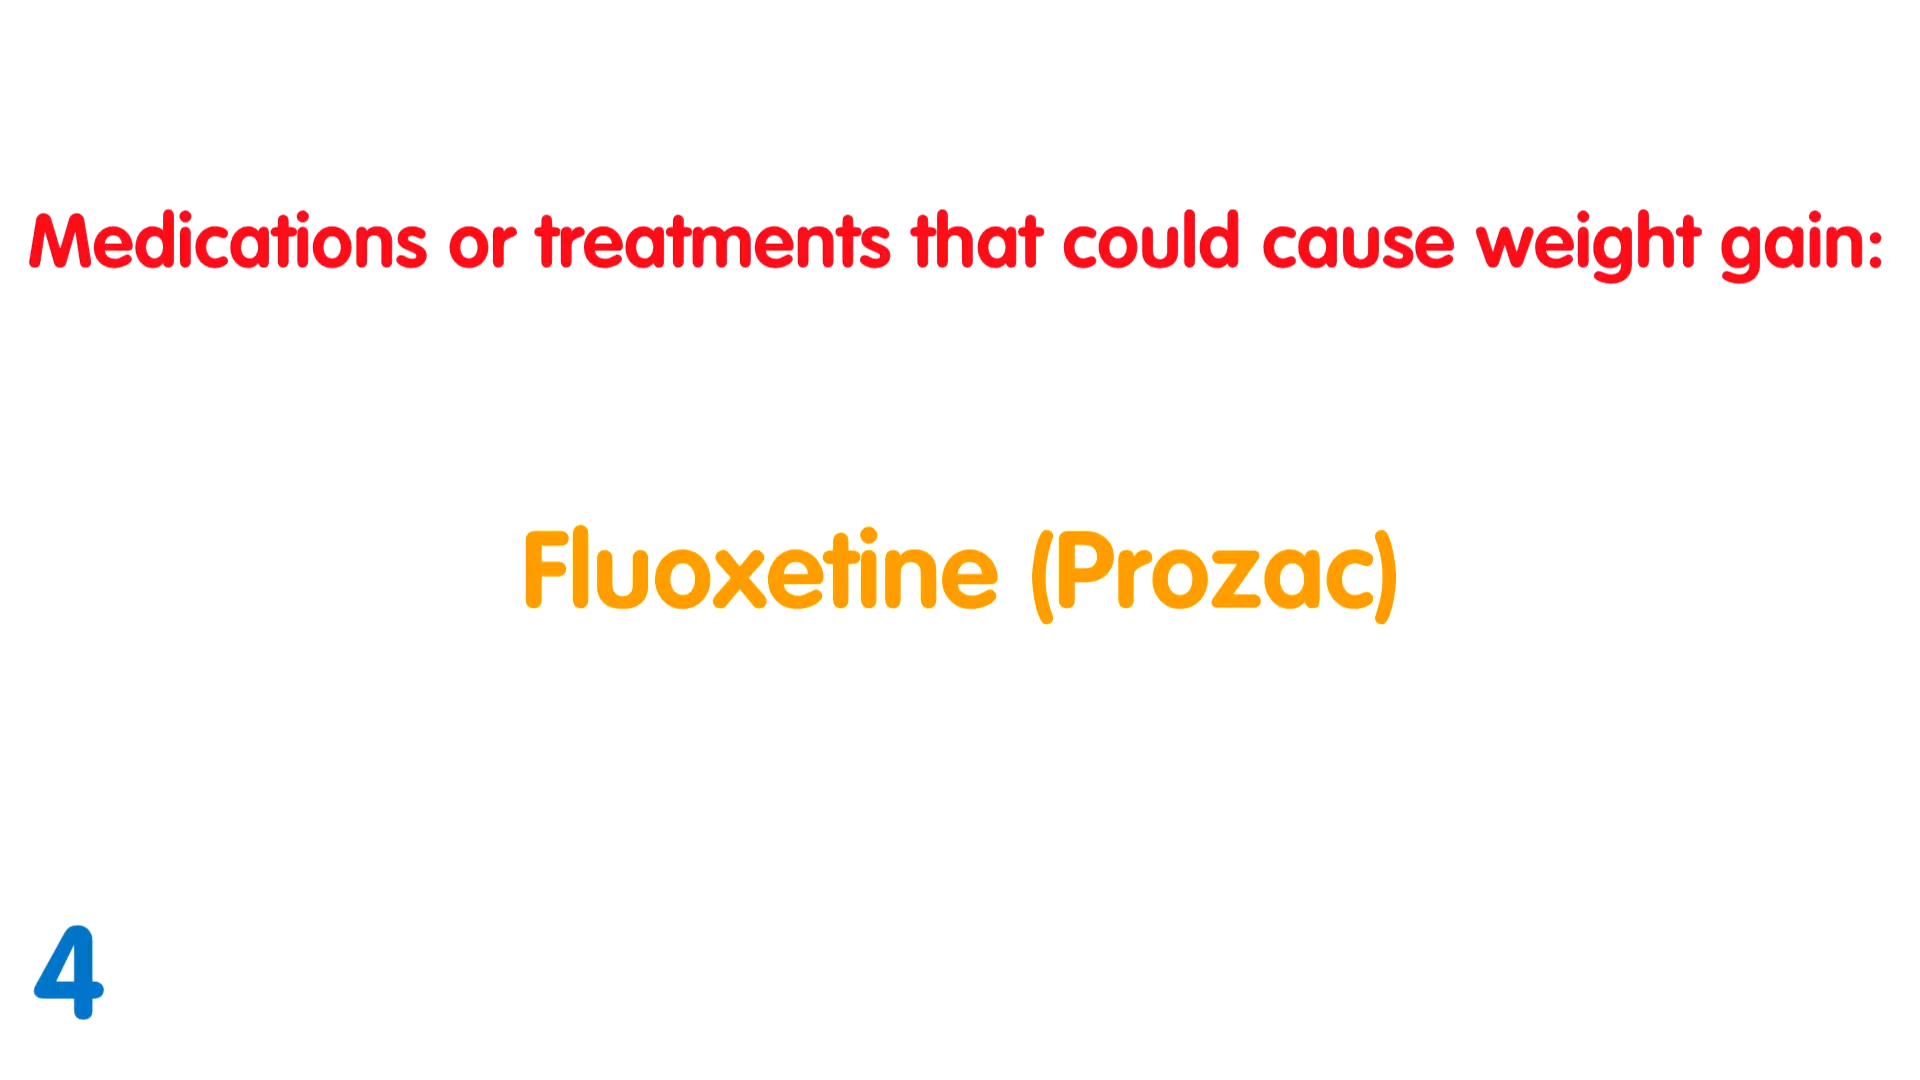 Medications or treatments that could cause weight gain:
Fluoxetine (Prozac)
4